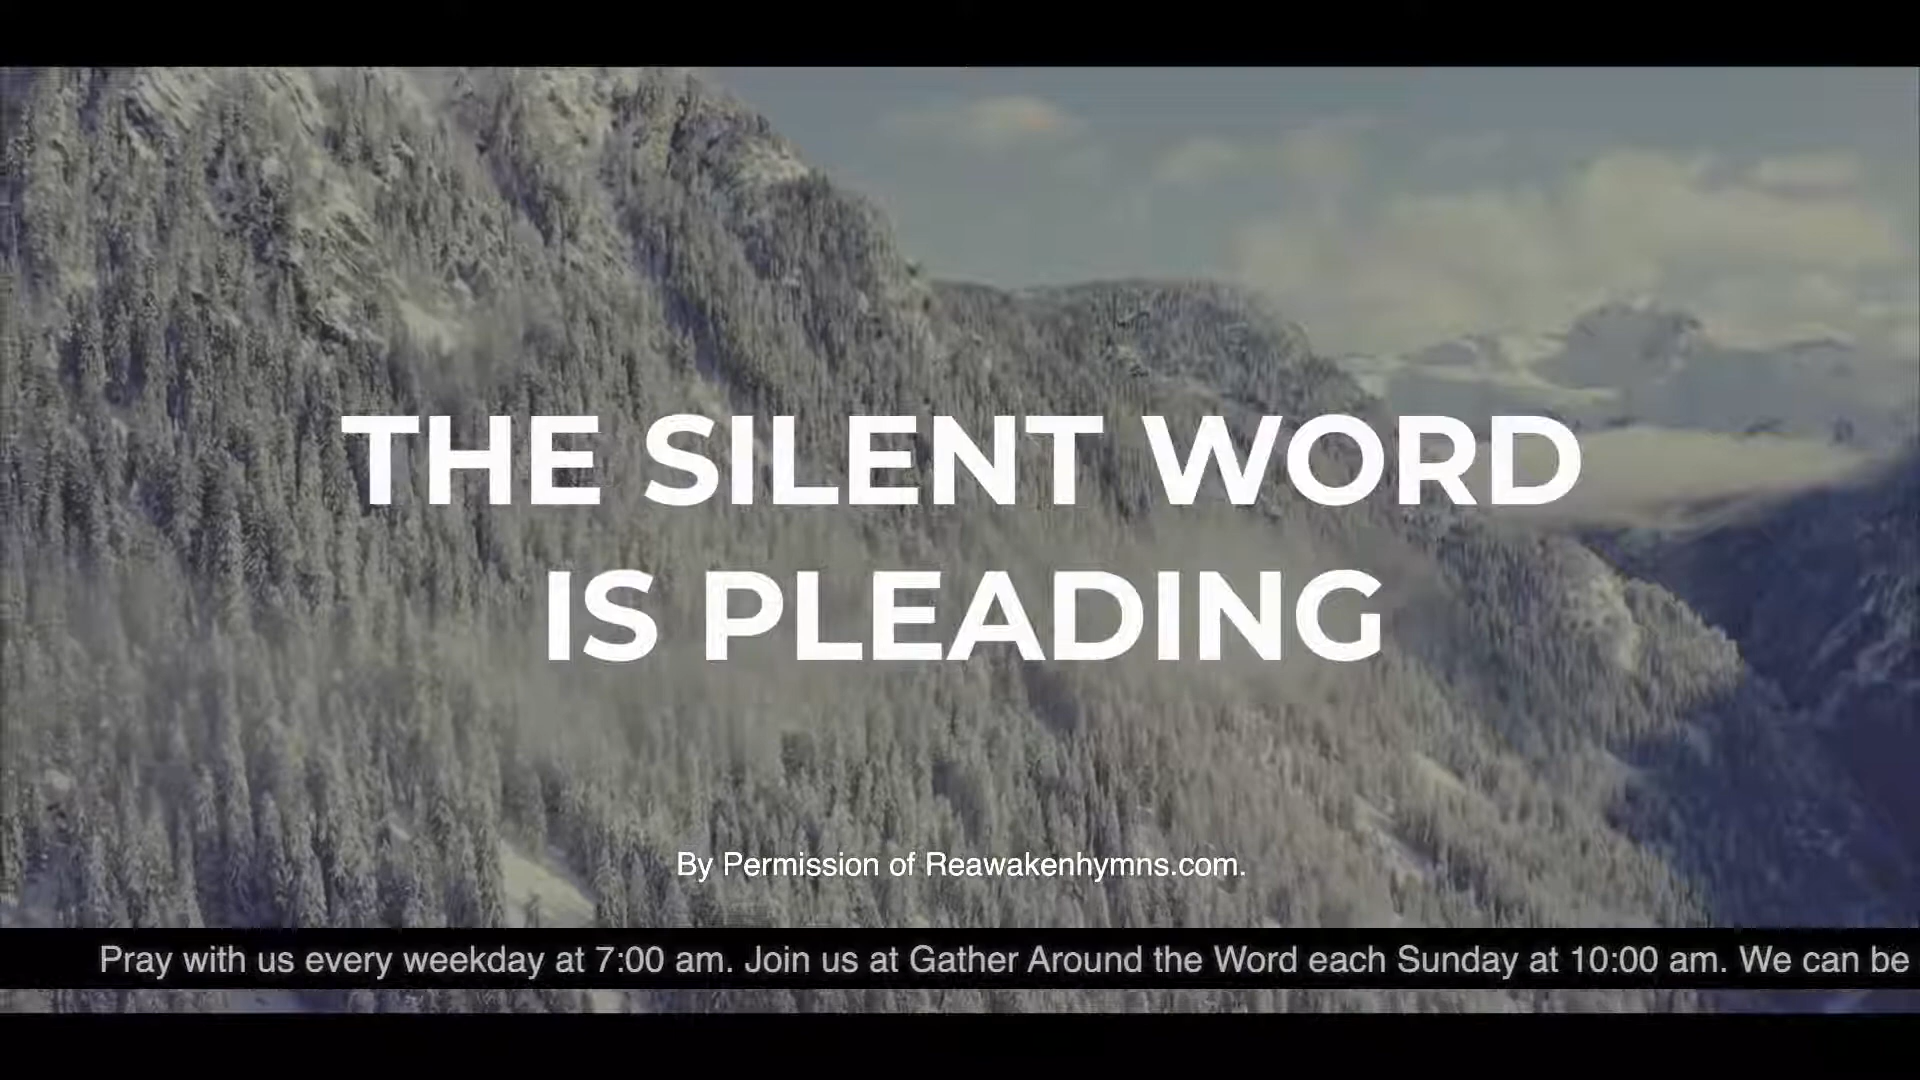 THE SILENT WORD
IS PLEADING
By Permission of Reawakenhymns.com.
Pray with us every weekday at 7:00 am. Join us at Gather Around the Word each Sunday at 10:00 am. We can be